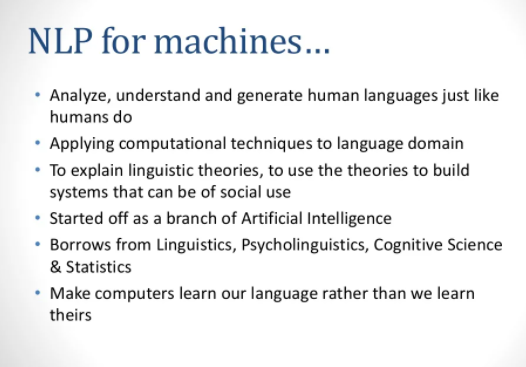 NLP for machines…
• Analyze, understand and generate human languages just like
humans do
• Applying computational techniques to language domain
• To explain linguistic theories, to use the theories to build
systems that can be of social use
• Started off as a branch of Artificial Intelligence
• Borrows from Linguistics, Psycholinguistics, Cognitive Science
& Statistics
• Make computers learn our language rather than we learn
theirs